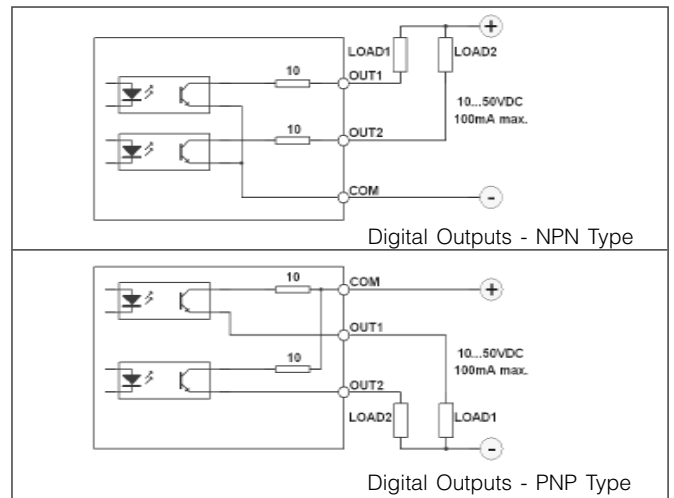 +
LOAD1 LOAD2
10 OUT1
10...50VDC
100mA max.
10 OUT2
COM
-
Digital Outputs - NPN Type
10 COM
+
OUT1
10...50VDC
100mA max.
10
OUT2
LOAD2 LOAD1
-
Digital Outputs - PNP Type